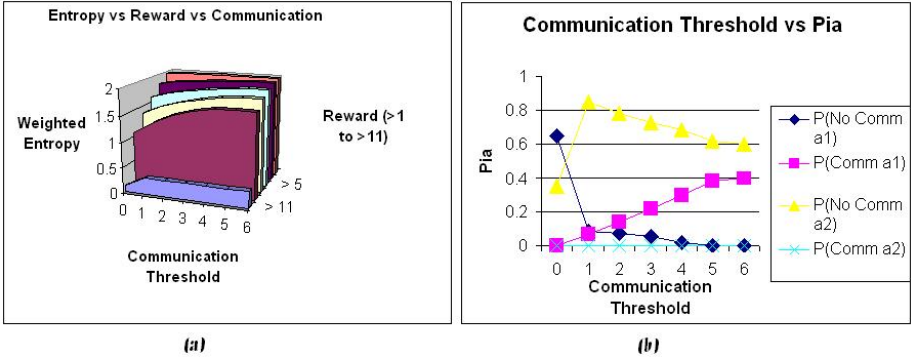 Entropy vs Reward vs Communication
2
1.5
1
0.5
0
Weighted
Entropy
Reward (>1
to >11)
> 5
> 11
0 1 2 3 4 5 6
Communication
Threshold
(a)
Communication Threshold vs Pia
1
0.8
0.6
0.4
0.2
0
Pia
0 1 2 3 4 5 6
Communication
Threshold
P(No Comm
a1)
P(Comm a1)
P(No Comm
a2)
P(Comm a2)
(b)